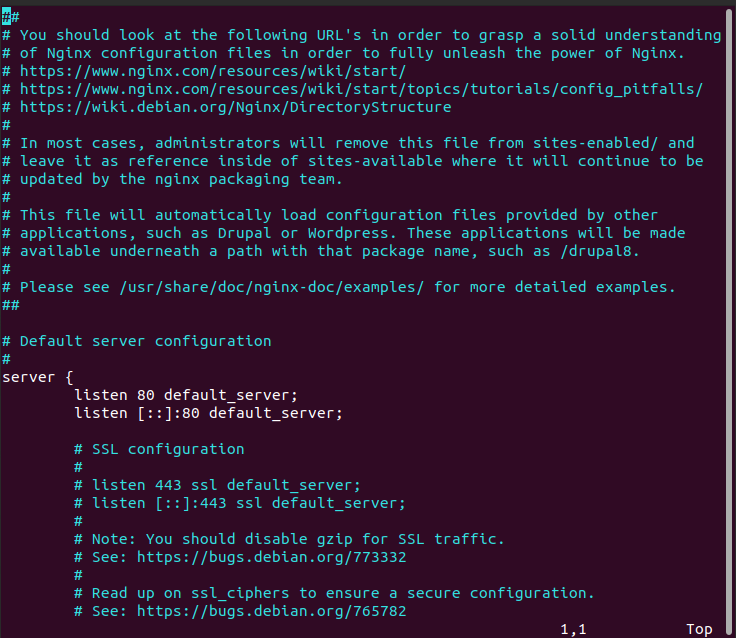 ##
# You should look at the following URL's in order to grasp a solid understanding
# of Nginx configuration files in order to fully unleash the power of Nginx.
# https://www.nginx.com/resources/wiki/start/
# https://www.nginx.com/resources/wiki/start/topics/tutorials/config_pitfalls/
# https://wiki.debian.org/Nginx/DirectoryStructure
#
# In most cases, administrators will remove this file from sites-enabled/ and
# leave it as reference inside of sites-available where it will continue to be
# updated by the nginx packaging team.
#
# This file will automatically load configuration files provided by other
# applications, such as Drupal or Wordpress. These applications will be made
# available underneath a path with that package name, such as /drupal8.
#
# Please see /usr/share/doc/nginx-doc/examples/ for more detailed examples.
##

# Default server configuration
#
server {
        listen 80 default_server;
        listen [::]:80 default_server;

        # SSL configuration
        #
        # listen 443 ssl default_server;
        # listen [::]:443 ssl default_server;
        #
        # Note: You should disable gzip for SSL traffic.
        # See: https://bugs.debian.org/773332
        #
        # Read up on ssl_ciphers to ensure a secure configuration.
        # See: https://bugs.debian.org/765782
1,1 Top